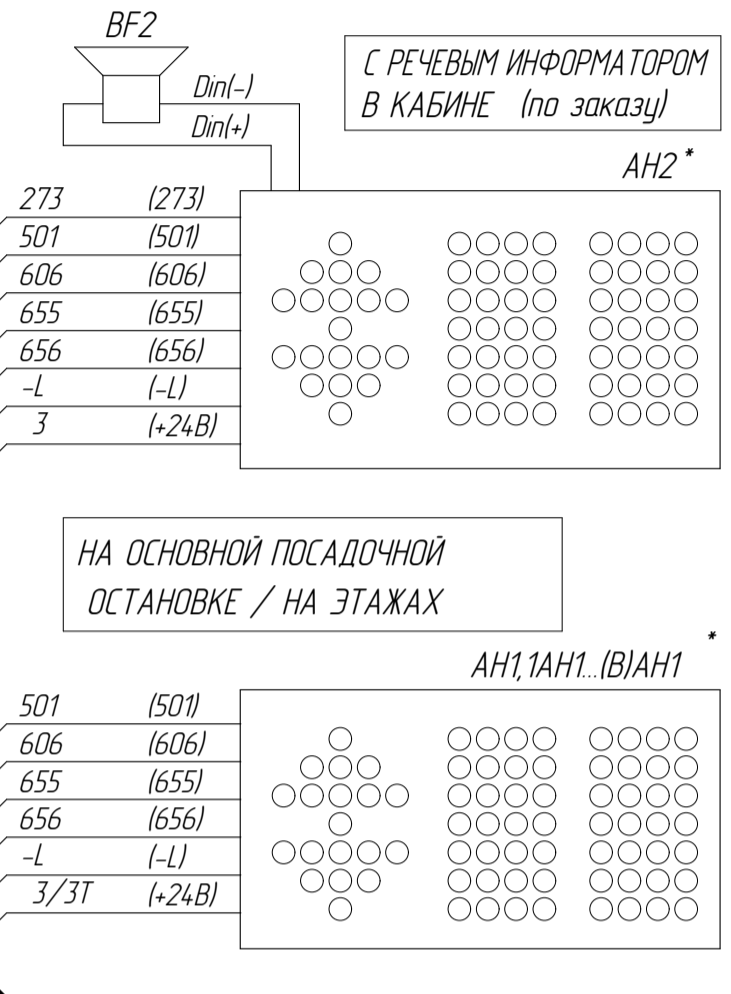 BF2
Din(-)
Din(+)
С РЕЧЕВЫМ ИНФОРМАТОРОМ
В КАБИНЕ (по заказу)
АН2*
273 (273)
501 (501)
606 (606)
655 (655)
656 (656)
-L (-L)
3 (+24В)
НА ОСНОВНОЙ ПОСАДОЧНОЙ
ОСТАНОВКЕ / НА ЭТАЖАХ
АН1,1АН1...(В)АН1*
501 (501)
606 (606)
655 (655)
656 (656)
-L (-L)
3/3Т (+24В)